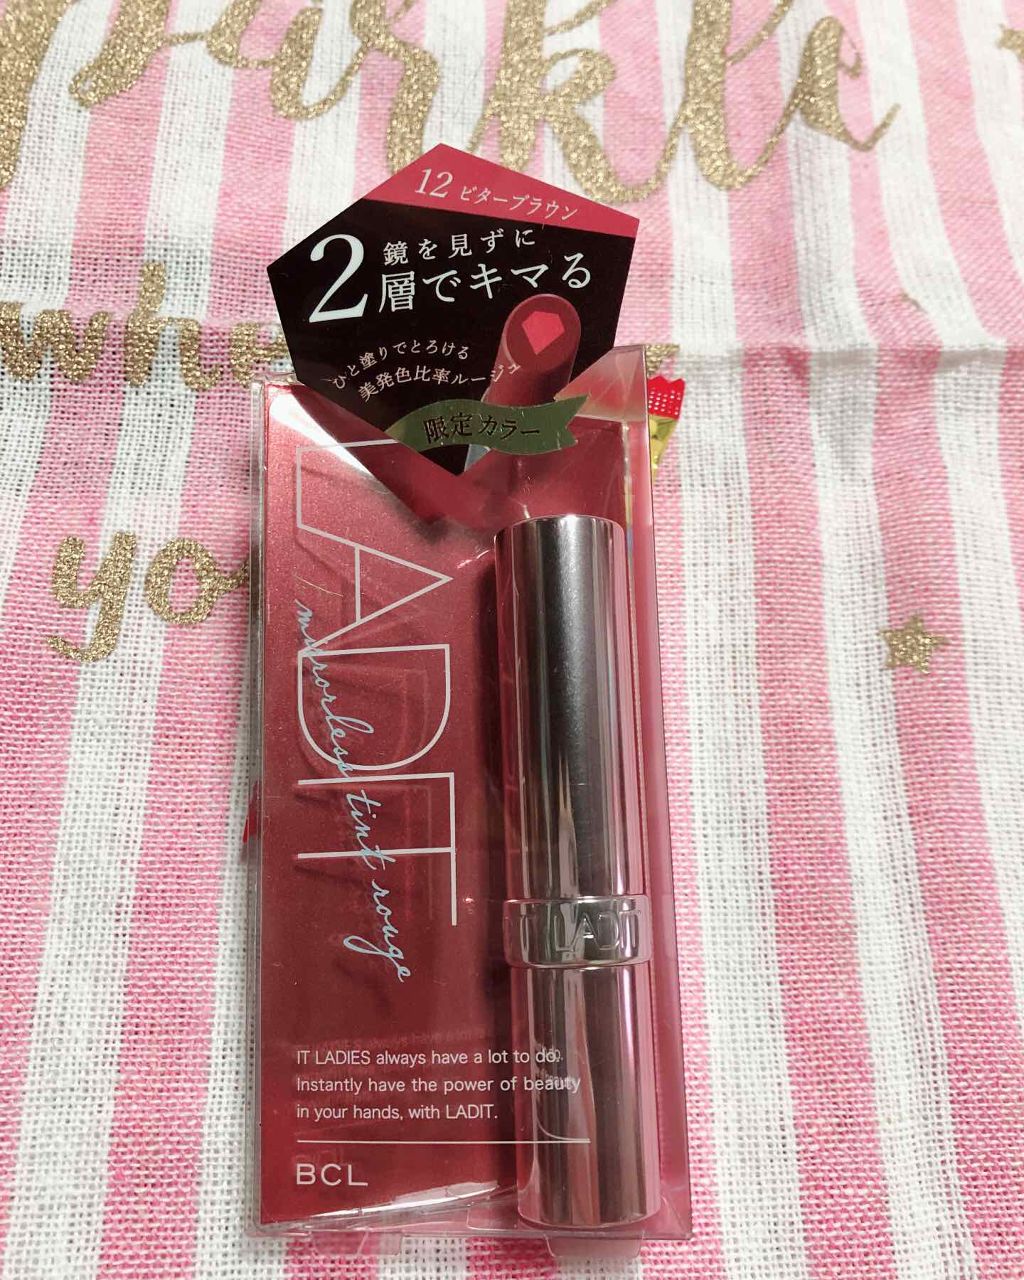 sparkle
whe
yo
12 ビターブラウン
鏡を見ずに
2層でキマる
ひと塗りでとろける
美発色比率ルージュ
限定カラー
LADIT
mirrorless tint rouge
LADIT
IT LADIES always have a lot to do.
Instantly have the power of beauty
in your hands, with LADIT.
BCL